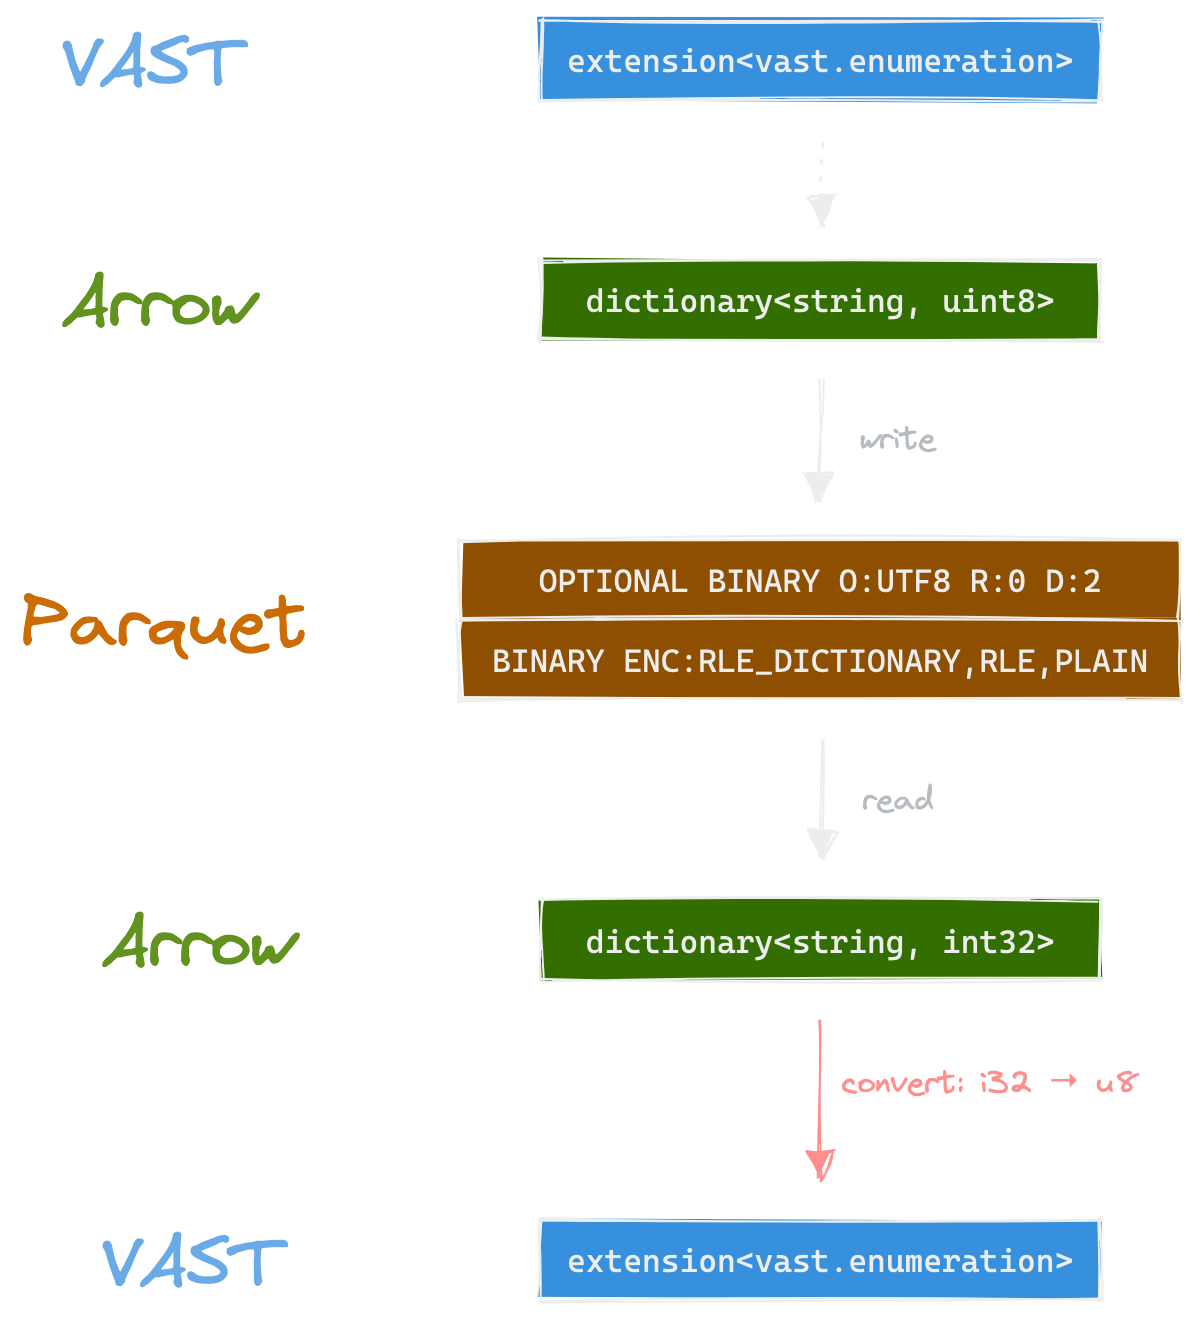 VAST
extension<vast.enumeration>
Arrow
dictionary<string, uint8>
write
Parquet
OPTIONAL BINARY O:UTF8 R:0 D:2
BINARY ENC:RLE_DICTIONARY,RLE,PLAIN
read
Arrow
dictionary<string, int32>
convert: i32 → u8
VAST
extension<vast.enumeration>